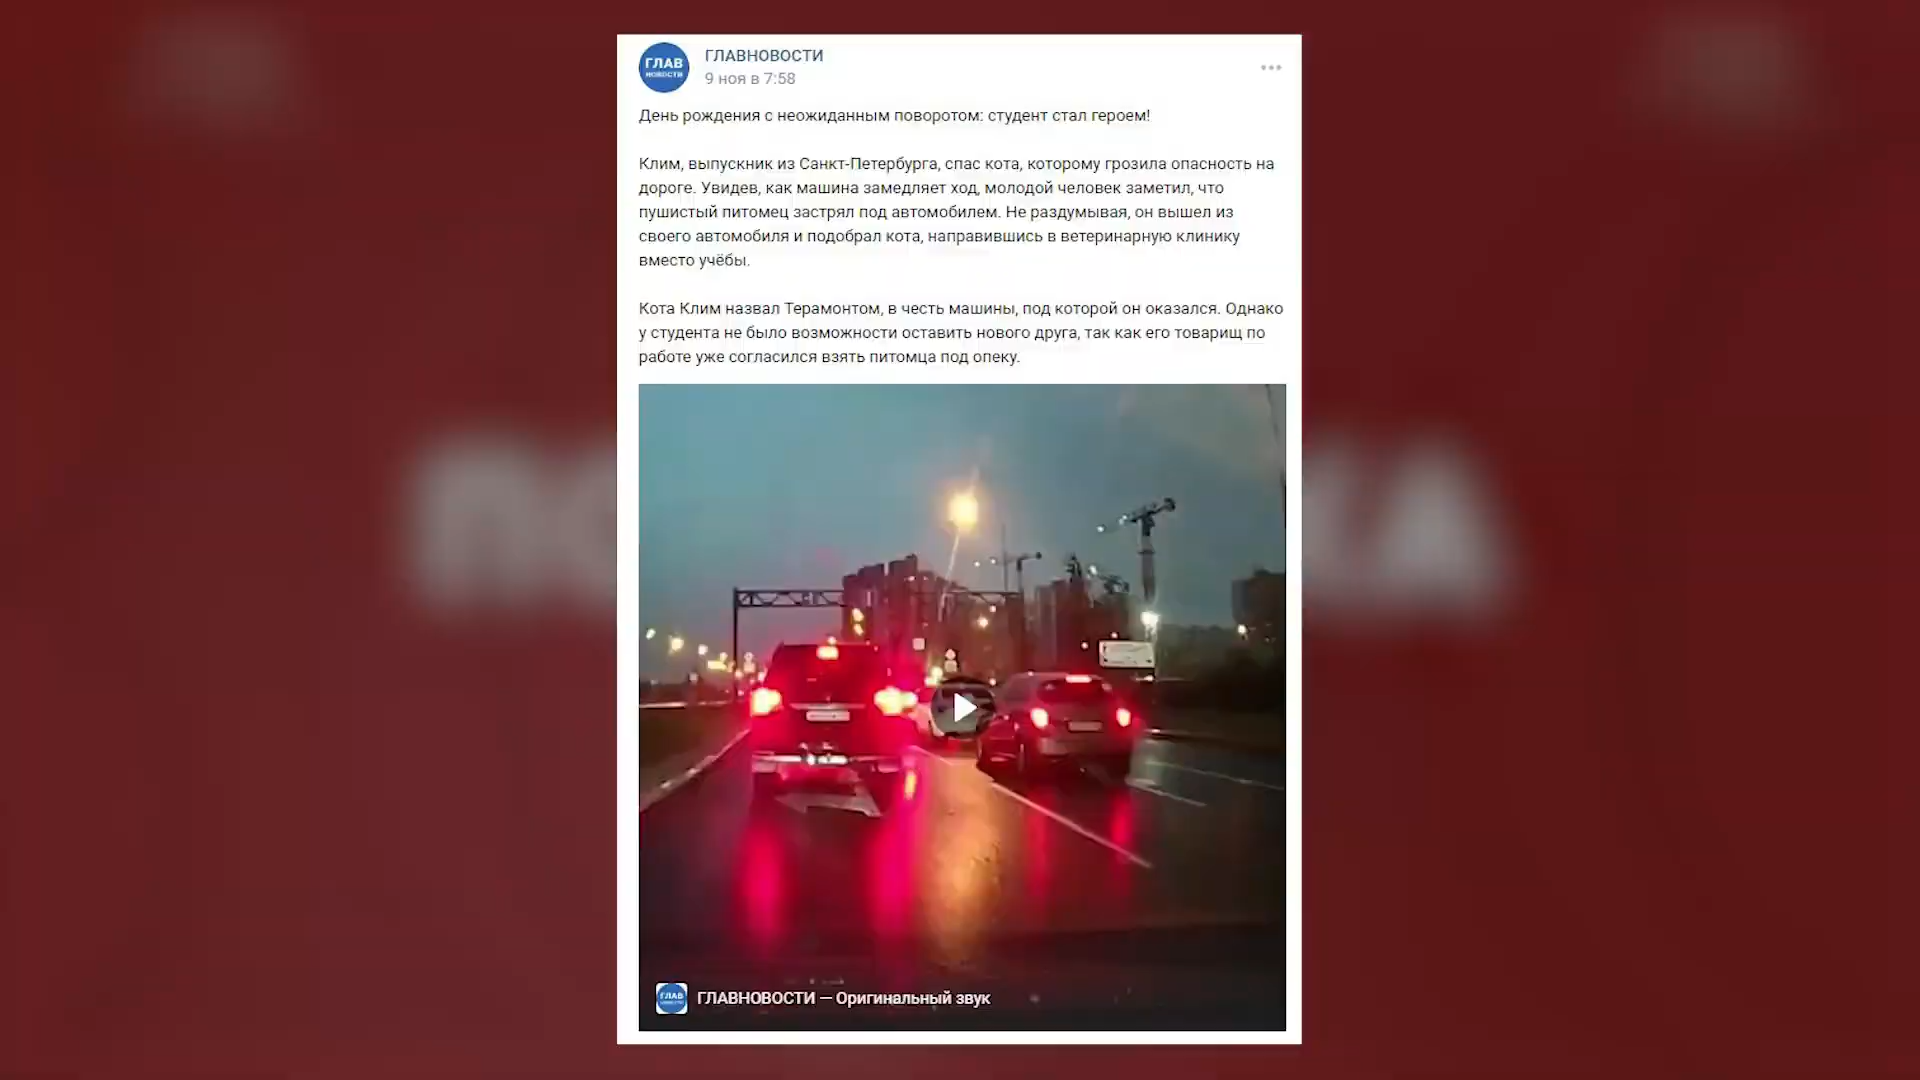 ГЛАВ
НОВОСТИ
ГЛАВНОВОСТИ
9 ноя в 7:58
День рождения с неожиданным поворотом: студент стал героем!
Клим, выпускник из Санкт-Петербурга, спас кота, которому грозила опасность на
дороге. Увидев, как машина замедляет ход, молодой человек заметил, что
пушистый питомец застрял под автомобилем. Не раздумывая, он вышел из
своего автомобиля и подобрал кота, направившись в ветеринарную клинику
вместо учёбы.
Кота Клим назвал Терамонтом, в честь машины, под которой он оказался. Однако
у студента не было возможности оставить нового друга, так как его товарищ по
работе уже согласился взять питомца под опеку.
ГЛАВ
НОВОСТИ
ГЛАВНОВОСТИ — Оригинальный звук